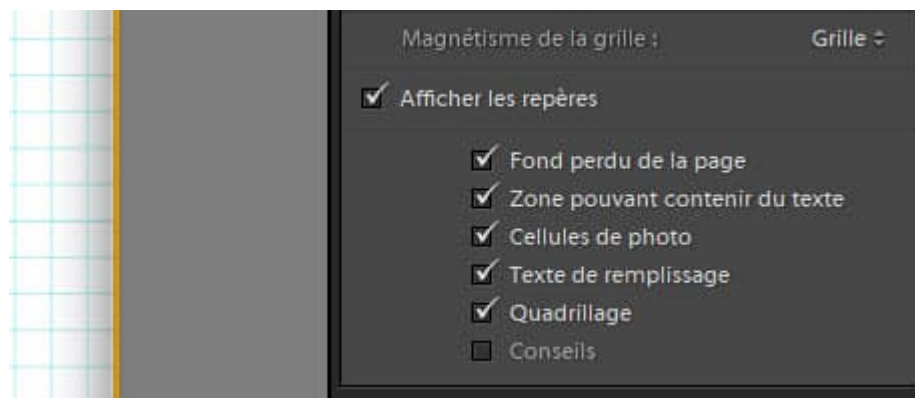 Magnétisme de la grille : Grille
Afficher les repères
Fond perdu de la page
Zone pouvant contenir du texte
Cellules de photo
Texte de remplissage
Quadrillage
Conseils